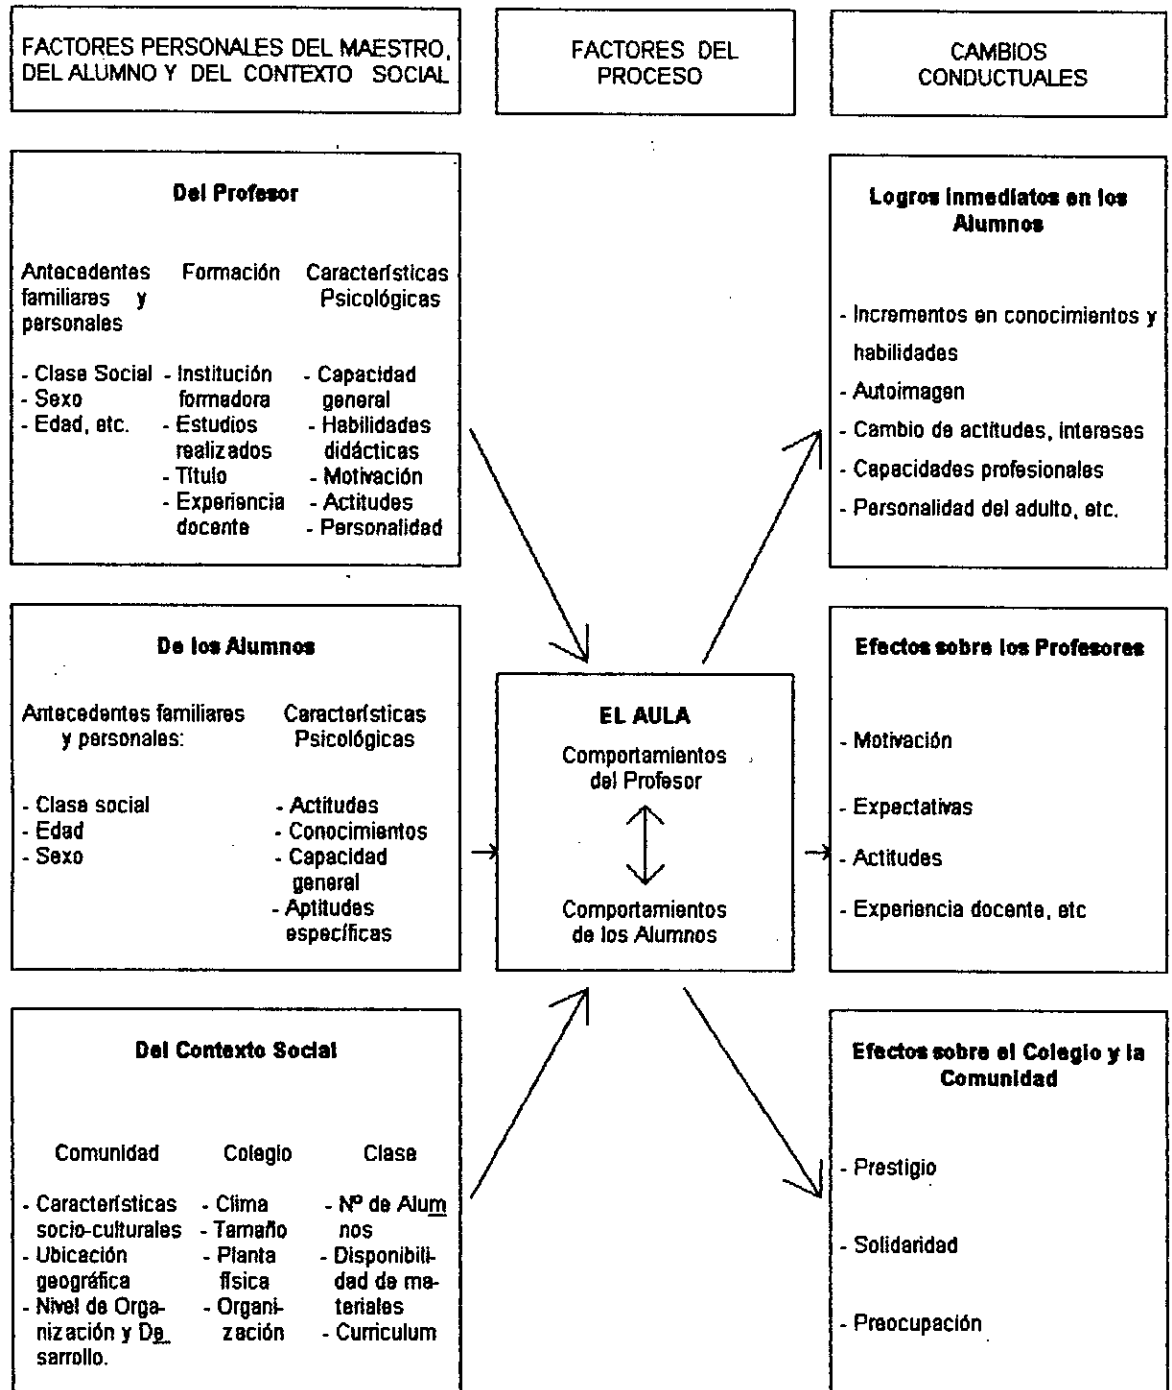 FACTORES PERSONALES DEL MAESTRO,
DEL ALUMNO Y DEL CONTEXTO SOCIAL
FACTORES DEL
PROCESO
CAMBIOS
CONDUCTUALES
Del Profesor
Antecedentes
familiares y
personales
- Clase Social
- Sexo
- Edad, etc.
Formación
- Institución
formadora
- Estudios
realizados
- Título
- Experiencia
docente
Características
Psicológicas
- Capacidad
general
- Habilidades
didácticas
- Motivación
- Actitudes
- Personalidad
Logros inmediatos en los
Alumnos
- Incrementos en conocimientos y
habilidades
- Autoimagen
- Cambio de actitudes, intereses
- Capacidades profesionales
- Personalidad del adulto, etc.
De los Alumnos
Antecedentes familiares
y personales:
- Clase social
- Edad
- Sexo
Características
Psicológicas
- Actitudes
- Conocimientos
- Capacidad
general
- Aptitudes
específicas
EL AULA
Comportamientos
del Profesor
Comportamientos
de los Alumnos
Efectos sobre los Profesores
- Motivación
- Expectativas
- Actitudes
- Experiencia docente, etc
Del Contexto Social
Comunidad
- Características
socio-culturales
- Ubicación
geográfica
- Nivel de Orga-
nización y De
sarrollo.
Colegio
- Clima
- Tamaño
- Planta
física
- Organi-
zación
Clase
- Nº de Alum
nos
- Disponibili-
dad de ma-
teriales
- Curriculum
Efectos sobre el Colegio y la
Comunidad
- Prestigio
- Solidaridad
- Preocupación